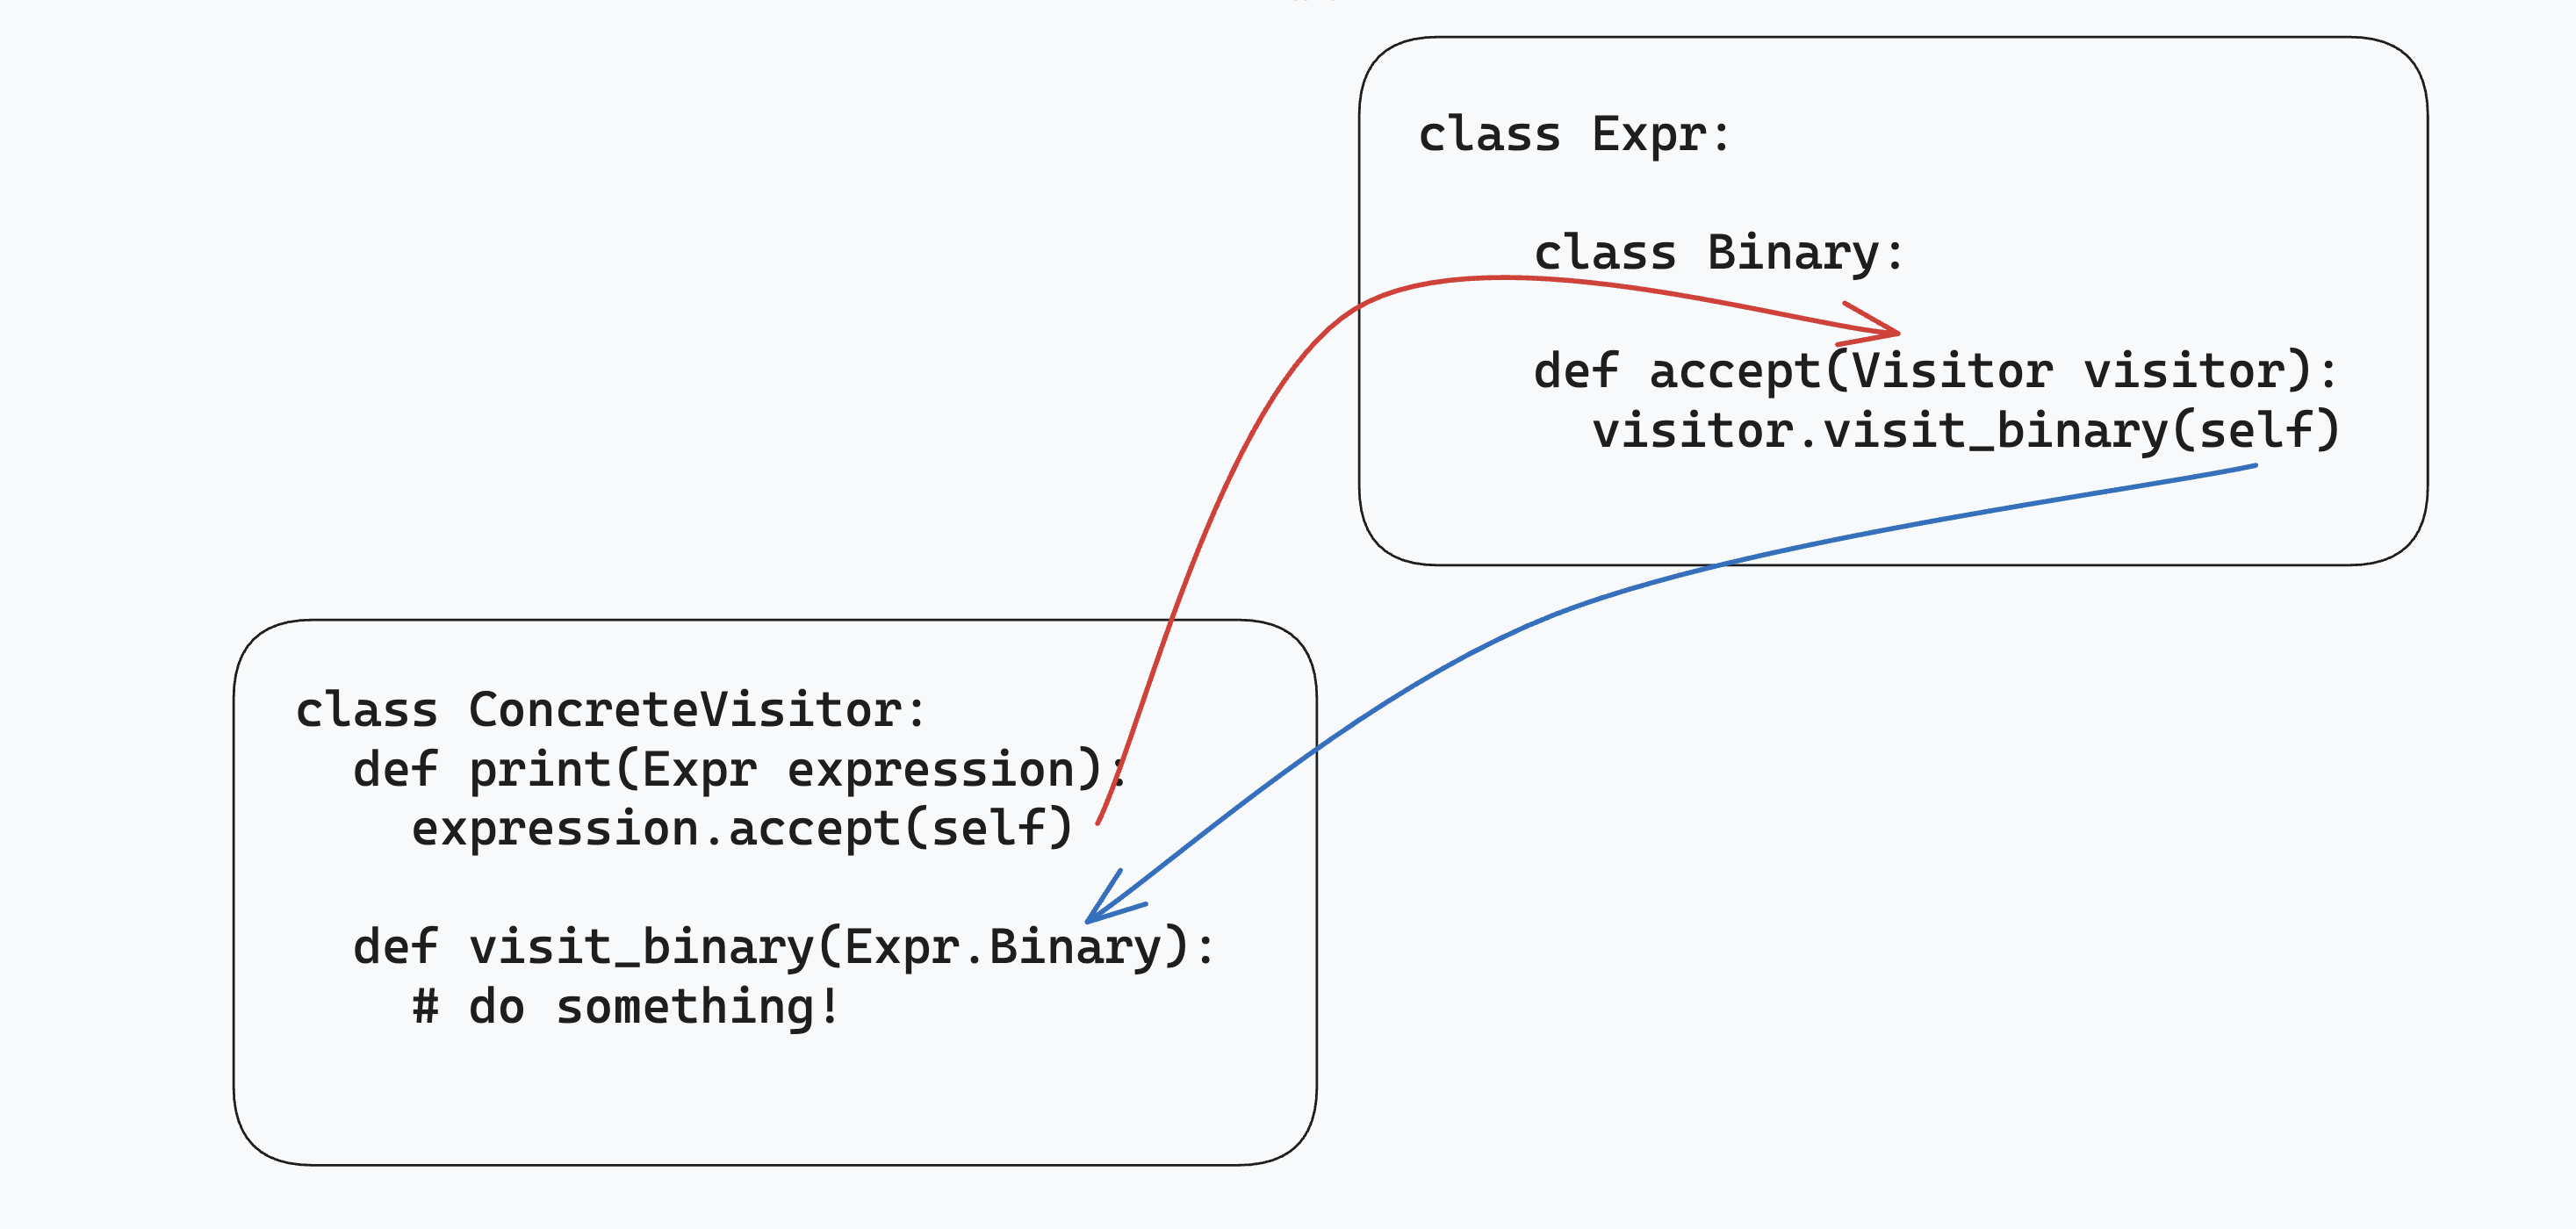 class Expr:
class Binary:
def accept(Visitor visitor):
visitor.visit_binary(self)
class ConcreteVisitor:
def print(Expr expression):
expression.accept(self)
def visit_binary(Expr.Binary):
# do something!